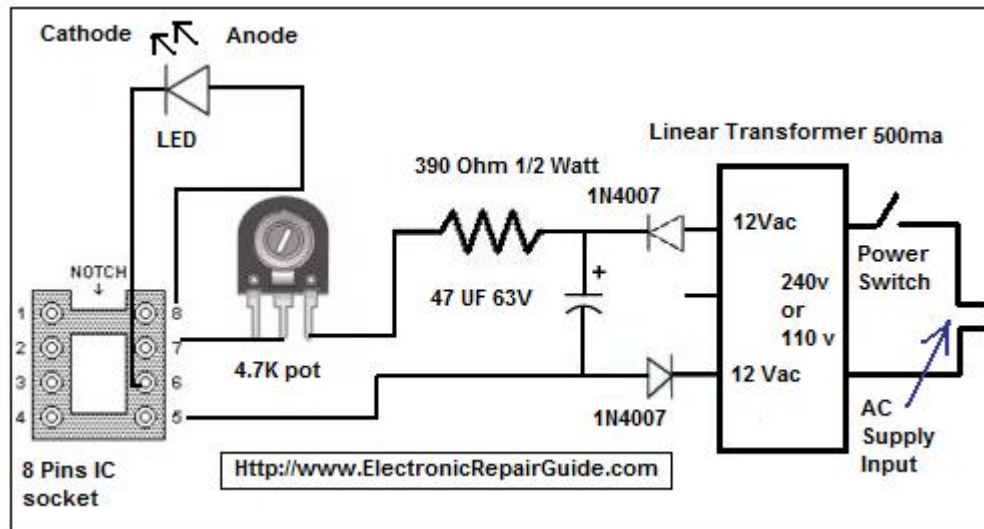 Cathode
Anode
LED
Linear Transformer 500ma
390 Ohm 1/2 Watt
1N4007
12Vac
Power
Switch
NOTCH
47 UF 63V
+
240v
or
110 v
1
2
3
4
8
7
6
5
4.7K pot
12 Vac
1N4007
AC
Supply
Input
8 Pins IC
socket
Http://www.ElectronicRepairGuide.com